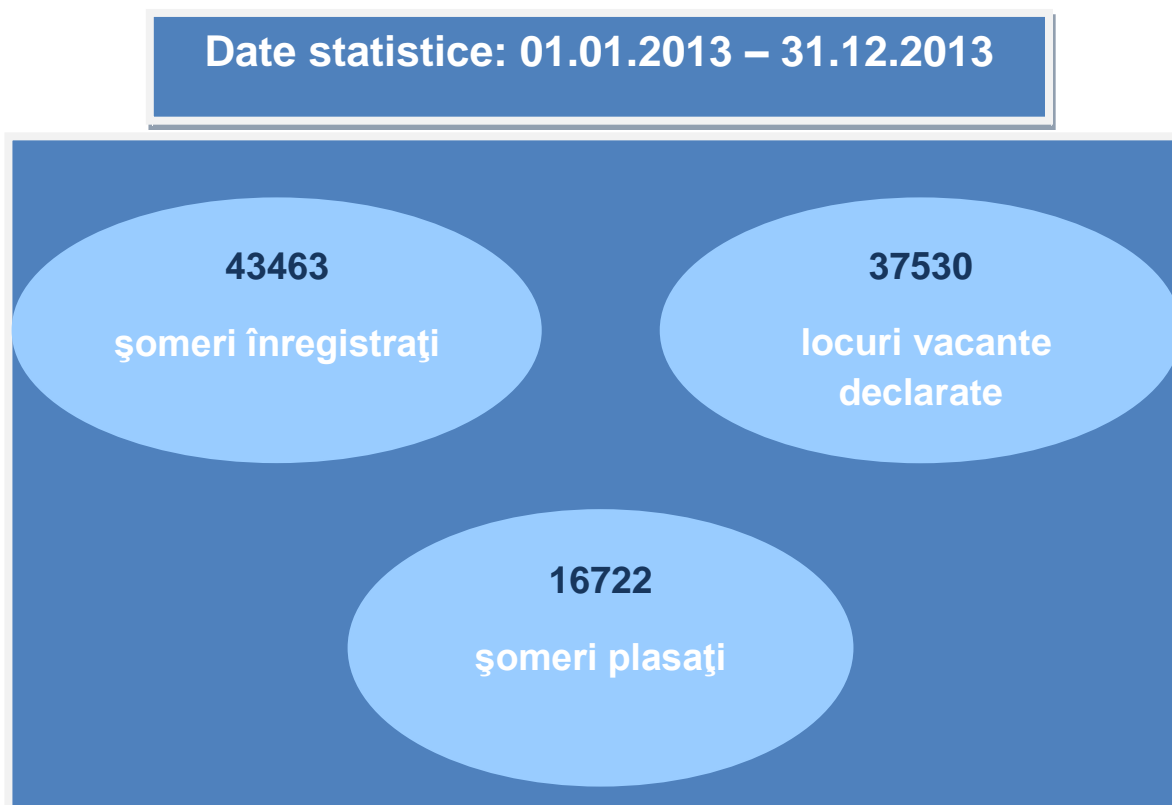 Date statistice: 01.01.2013 – 31.12.2013
43463
şomeri înregistraţi
37530
locuri vacante
declarate
16722
şomeri plasaţi